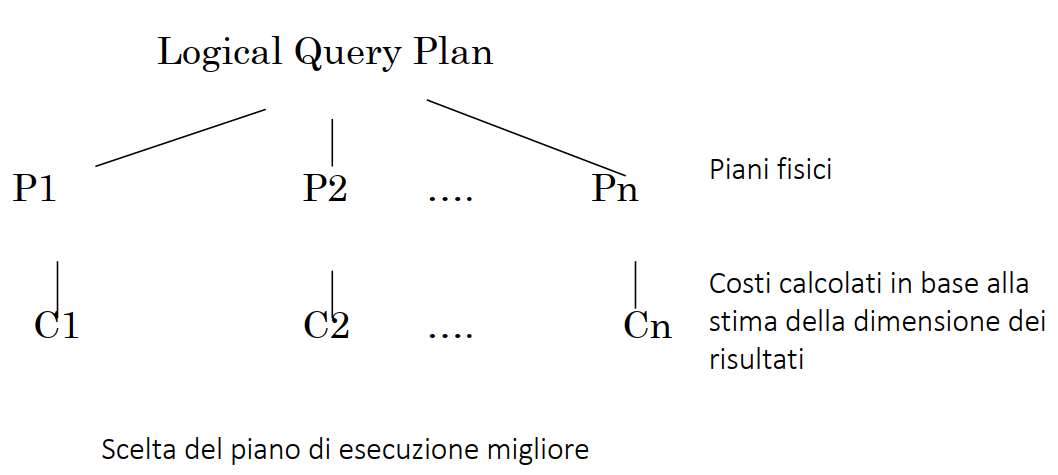 Logical Query Plan
P1 P2 .... Pn
Piani fisici
C1 C2 .... Cn
Costi calcolati in base alla
stima della dimensione dei
risultati
Scelta del piano di esecuzione migliore